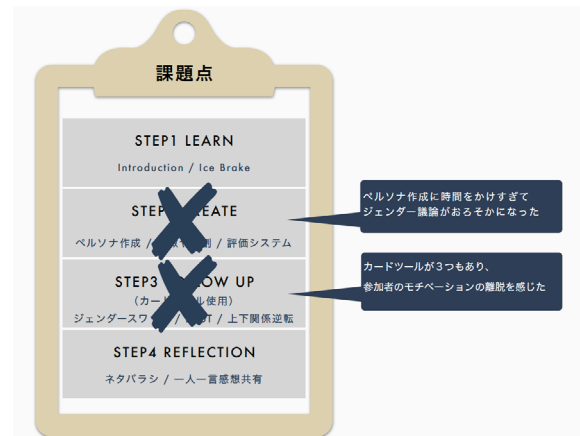 課題点
STEP1 LEARN
Introduction / Ice Brake
ペルソナ作成に時間をかけすぎて
ジェンダー議論がおろそかになった
STEP EATE
ペルソナ作成 / 評価システム
カードツールが３つもあり、
参加者のモチベーションの離脱を感じた
STEP3 OW UP
（カー ル使用）
ジェンダースワ / T / 上下関係逆転
STEP4 REFLECTION
ネタバラシ / 一人一言感想共有